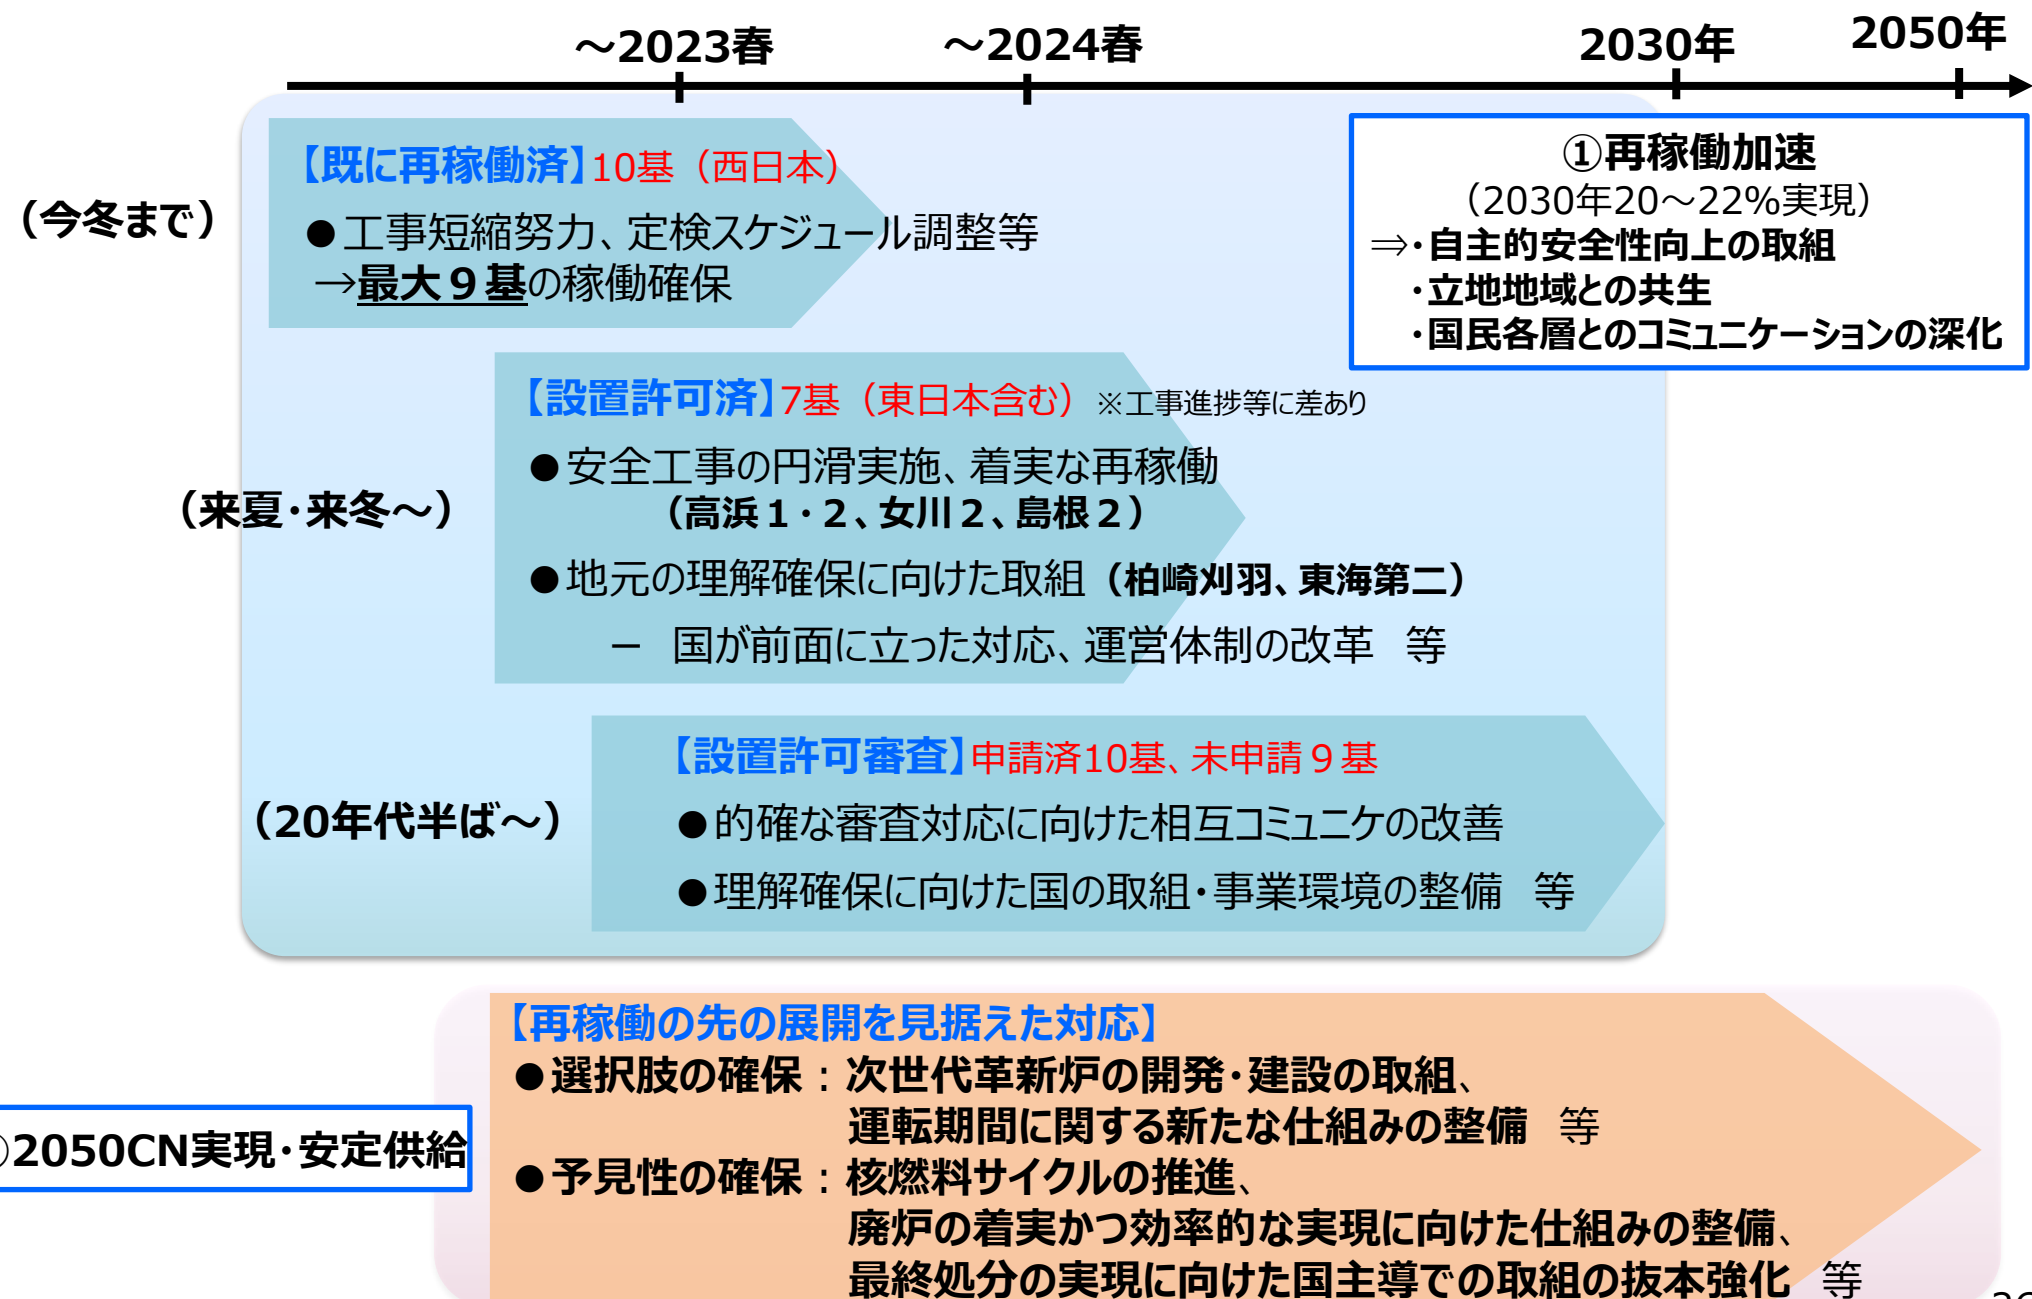 ～2023春
～2024春
2030年
2050年
（今冬まで）
【既に再稼働済】10基（西日本）
●工事短縮努力、定検スケジュール調整等
→最大９基の稼働確保
①再稼働加速
（2030年20～22%実現）
⇒・自主的安全性向上の取組
・立地地域との共生
・国民各層とのコミュニケーションの深化
（来夏・来冬～）
【設置許可済】7基（東日本含む）※工事進捗等に差あり
●安全工事の円滑実施、着実な再稼働
（高浜１・２、女川２、島根２）
●地元の理解確保に向けた取組（柏崎刈羽、東海第二）
－　国が前面に立った対応、運営体制の改革　等
（20年代半ば～）
【設置許可審査】申請済10基、未申請９基
●的確な審査対応に向けた相互コミュニケの改善
●理解確保に向けた国の取組・事業環境の整備　等
2050CN実現・安定供給
【再稼働の先の展開を見据えた対応】
●選択肢の確保：次世代革新炉の開発・建設の取組、
運転期間に関する新たな仕組みの整備　等
●予見性の確保：核燃料サイクルの推進、
廃炉の着実かつ効率的な実現に向けた仕組みの整備、
最終処分の実現に向けた国主導での取組の抜本強化　等